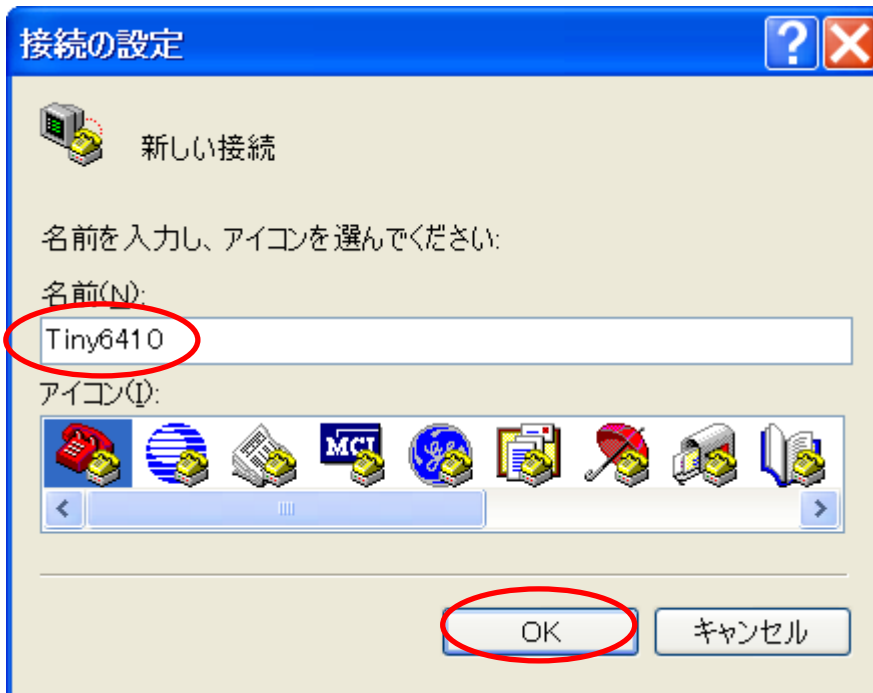 接続の設定
新しい接続
名前を入力し、アイコンを選んでください:
名前(N):
Tiny6410
アイコン(I):
MCI
OK キャンセル